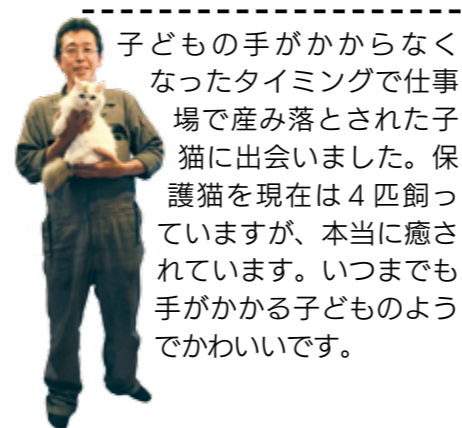 子どもの手がかからなく
なったタイミングで仕事
場で産み落とされた子
猫に出会いました。保
護猫を現在は４匹飼っ
ていますが、本当に癒さ
れています。いつまでも
手がかかる子どものよう
でかわいいです。